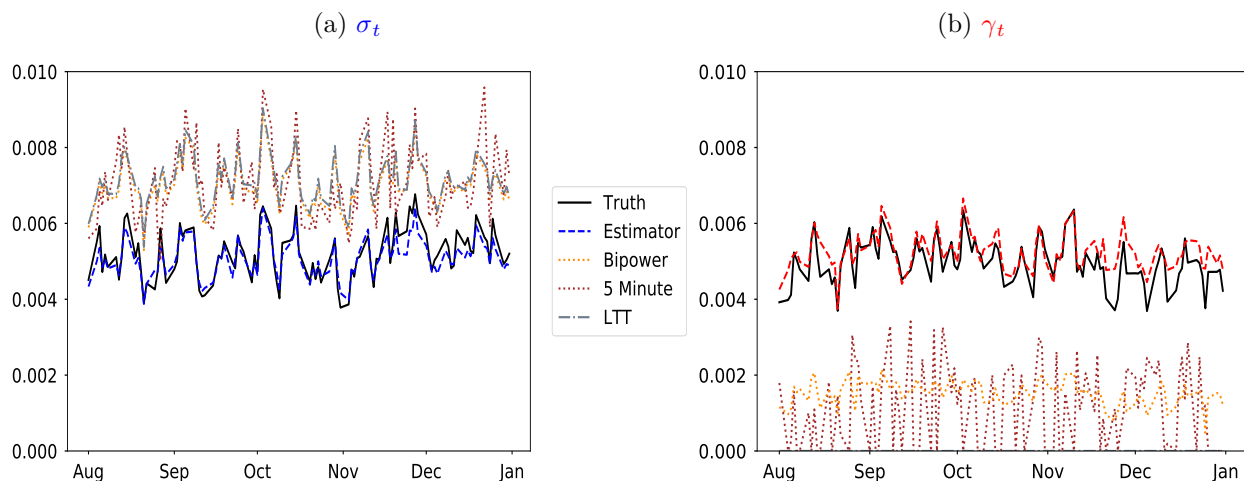 (a) σt
(b) γt
0.010
0.008
0.006
0.004
0.002
0.000
Aug Sep Oct Nov Dec Jan
Truth
Estimator
Bipower
5 Minute
LTT
0.010
0.008
0.006
0.004
0.002
0.000
Aug Sep Oct Nov Dec Jan